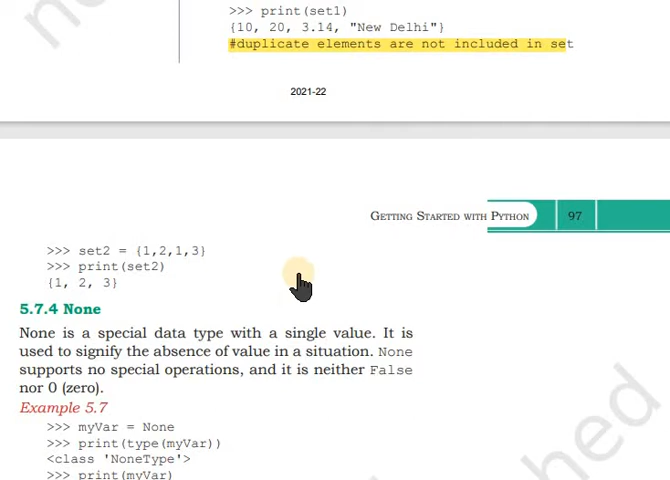 >>> print(set1)
{10, 20, 3.14, "New Delhi"}
#duplicate elements are not included in set
2021-22
GETTING STARTED WITH PYTHON 97
>>> set2 = {1,2,1,3}
>>> print(set2)
{1, 2, 3}
5.7.4 None
None is a special data type with a single value. It is
used to signify the absence of value in a situation. None
supports no special operations, and it is neither False
nor 0 (zero).
Example 5.7
>>> myVar = None
>>> print(type(myVar))
<class 'NoneType'>
>>> print(myVar)